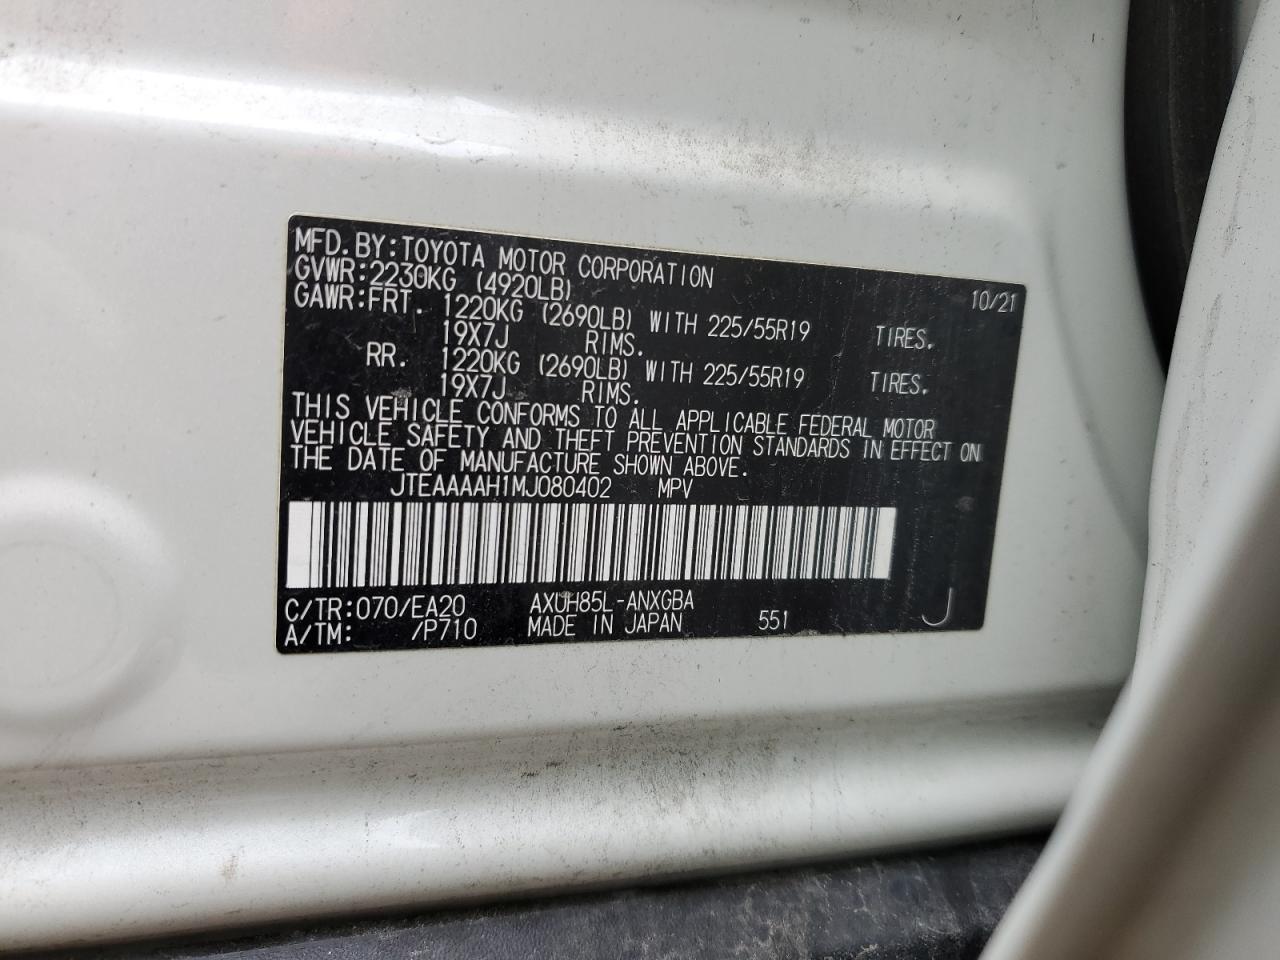 MFD. BY: TOYOTA MOTOR CORPORATION 10/21
GVWR: 2230KG (4920LB)
GAWR: FRT. 1220KG (2690LB) WITH 225/55R19 TIRES.
19X7J RIMS.
RR. 1220KG (2690LB) WITH 225/55R19 TIRES.
19X7J RIMS.
THIS VEHICLE CONFORMS TO ALL APPLICABLE FEDERAL MOTOR
VEHICLE SAFETY AND THEFT PREVENTION STANDARDS IN EFFECT ON
THE DATE OF MANUFACTURE SHOWN ABOVE.
JTEAAAAH1MJ080402 MPV
C/TR: 070/EA20 AXUH85L-ANXGBA
A/TM: /P710 MADE IN JAPAN 551 J